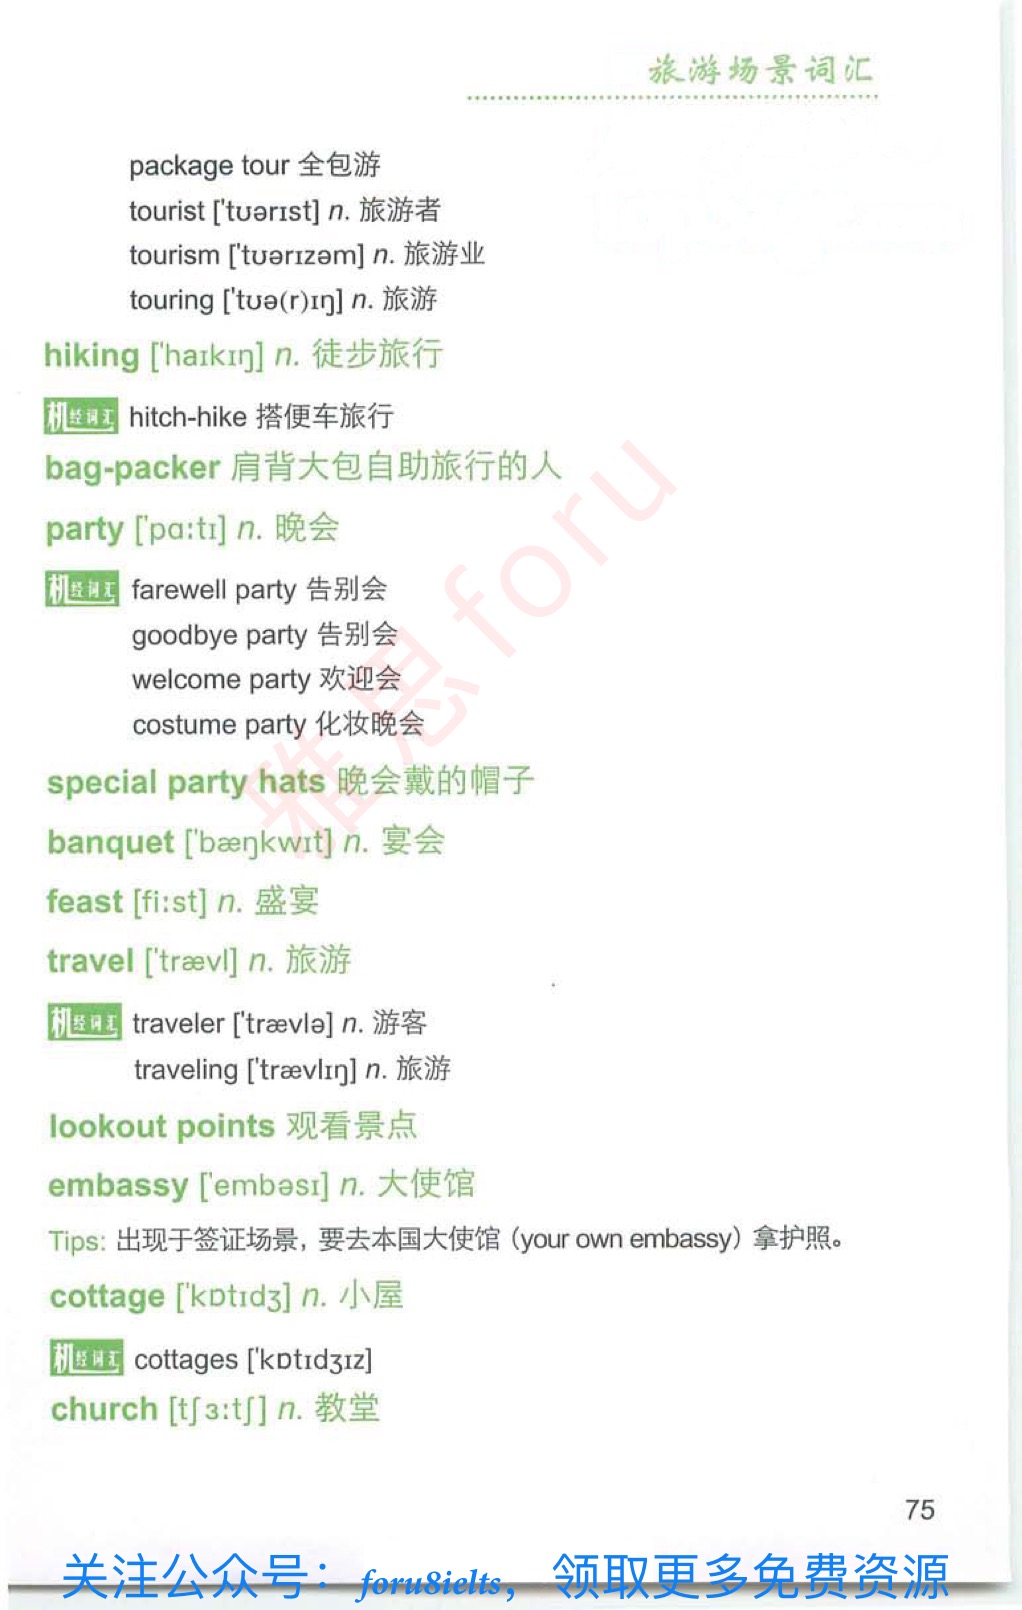 旅游场景词汇
package tour 全包游
tourist ['tʊərɪst] n. 旅游者
tourism ['tʊərɪzəm] n. 旅游业
touring ['tʊə(r)ɪŋ] n. 旅游
hiking ['haɪkɪŋ] n. 徒步旅行
机经词汇 hitch-hike 搭便车旅行
bag-packer 肩背大包自助旅行的人
party ['pɑːtɪ] n. 晚会
机经词汇 farewell party 告别会
goodbye party 告别会
welcome party 欢迎会
costume party 化妆晚会
special party hats 晚会戴的帽子
banquet ['bæŋkwɪt] n. 宴会
feast [fiːst] n. 盛宴
travel ['trævl] n. 旅游
机经词汇 traveler ['trævlə] n. 游客
traveling ['trævlɪŋ] n. 旅游
lookout points 观看景点
embassy ['embəsɪ] n. 大使馆
Tips: 出现于签证场景，要去本国大使馆（your own embassy）拿护照。
cottage ['kɒtɪdʒ] n. 小屋
机经词汇 cottages ['kɒtɪdʒɪz]
church [tʃɜːtʃ] n. 教堂
75
雅思foru
关注公众号：foru8ielts，领取更多免费资源